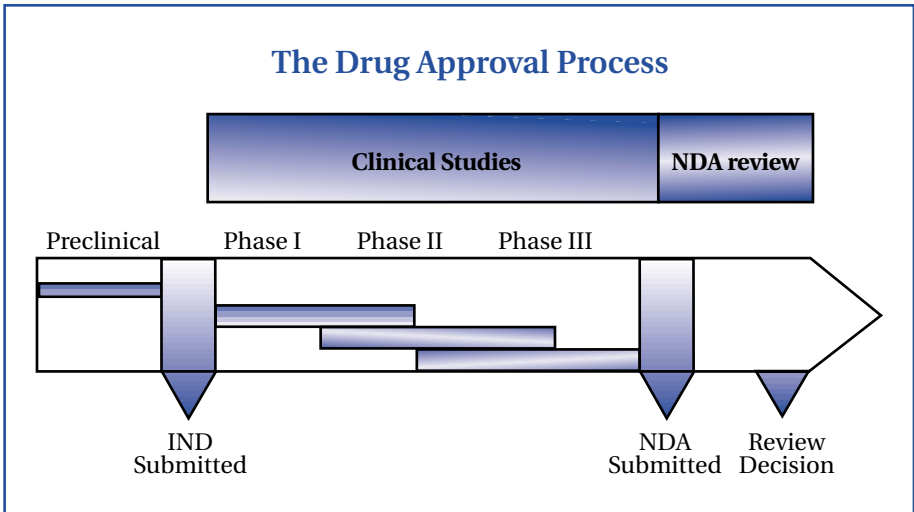 The Drug Approval Process
Clinical Studies
NDA review
Preclinical
Phase I
Phase II
Phase III
IND
Submitted
NDA
Submitted
Review
Decision